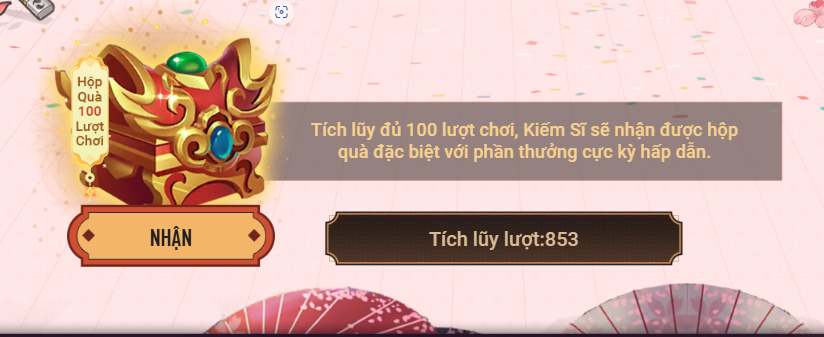 Hộp
Quà
100
Lượt
Chơi
Tích lũy đủ 100 lượt chơi, Kiếm Sĩ sẽ nhận được hộp
quà đặc biệt với phần thưởng cực kỳ hấp dẫn.
NHẬN
Tích lũy lượt:853